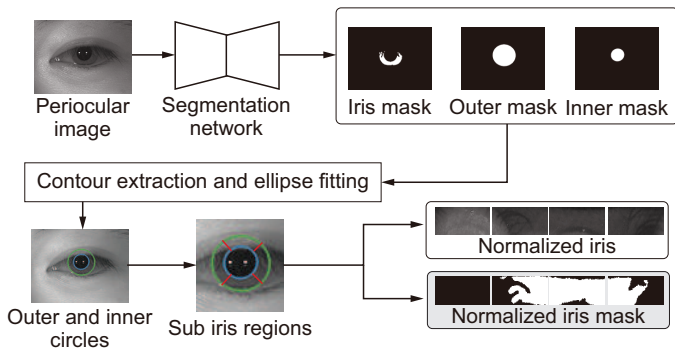 Periocular
image
Segmentation
network
Iris mask
Outer mask
Inner mask
Contour extraction and ellipse fitting
Outer and inner
circles
Sub iris regions
Normalized iris
Normalized iris mask